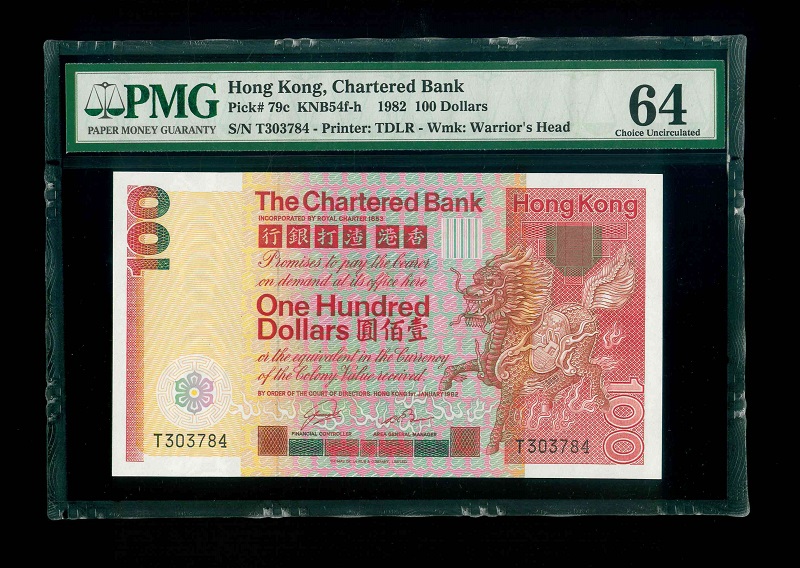 PMG
PAPER MONEY GUARANTY
Hong Kong, Chartered Bank
Pick# 79c KNB54f-h 1982 100 Dollars
S/N T303784 - Printer: TDLR - Wmk: Warrior's Head
64
Choice Uncirculated
100
The Chartered Bank
INCORPORATED BY ROYAL CHARTER 1853
行銀打渣港香
Promises to pay the bearer
on demand at its office here
One Hundred
Dollars 圓佰壹
or the equivalent in the Currency
of the Colony Value received
BY ORDER OF THE COURT OF DIRECTORS: HONG KONG 1ST JANUARY 1982
FINANCIAL CONTROLLER AREA GENERAL MANAGER
T303784
HongKong
100
T303784